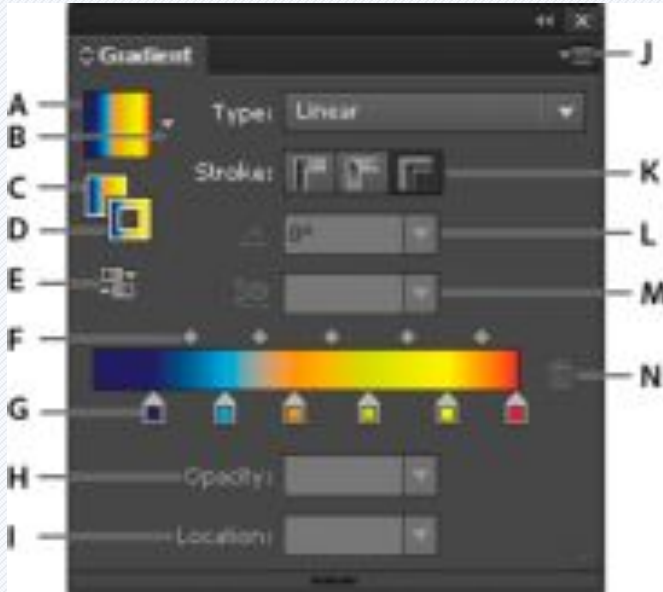 Gradient
J
A
B
Type: Linear
Stroke:
K
C
D
0°
L
E
M
F
N
G
H
Opacity:
I
Location: